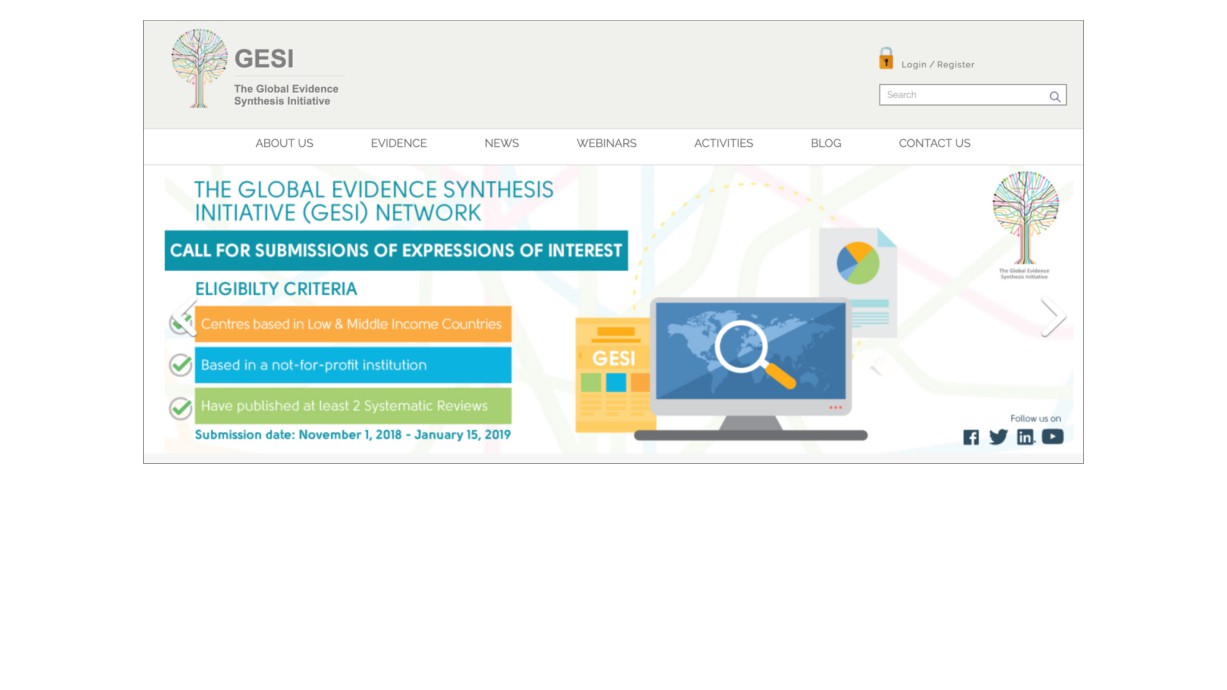 GESI
The Global Evidence
Synthesis Initiative
Login / Register
Search
ABOUT US
EVIDENCE
NEWS
WEBINARS
ACTIVITIES
BLOG
CONTACT US
THE GLOBAL EVIDENCE SYNTHESIS
INITIATIVE (GESI) NETWORK
CALL FOR SUBMISSIONS OF EXPRESSIONS OF INTEREST
ELIGIBILTY CRITERIA
Centres based in Low & Middle Income Countries
Based in a not-for-profit institution
Have published at least 2 Systematic Reviews
Submission date: November 1, 2018 - January 15, 2019
GESI
The Global Evidence
Synthesis Initiative
Follow us on